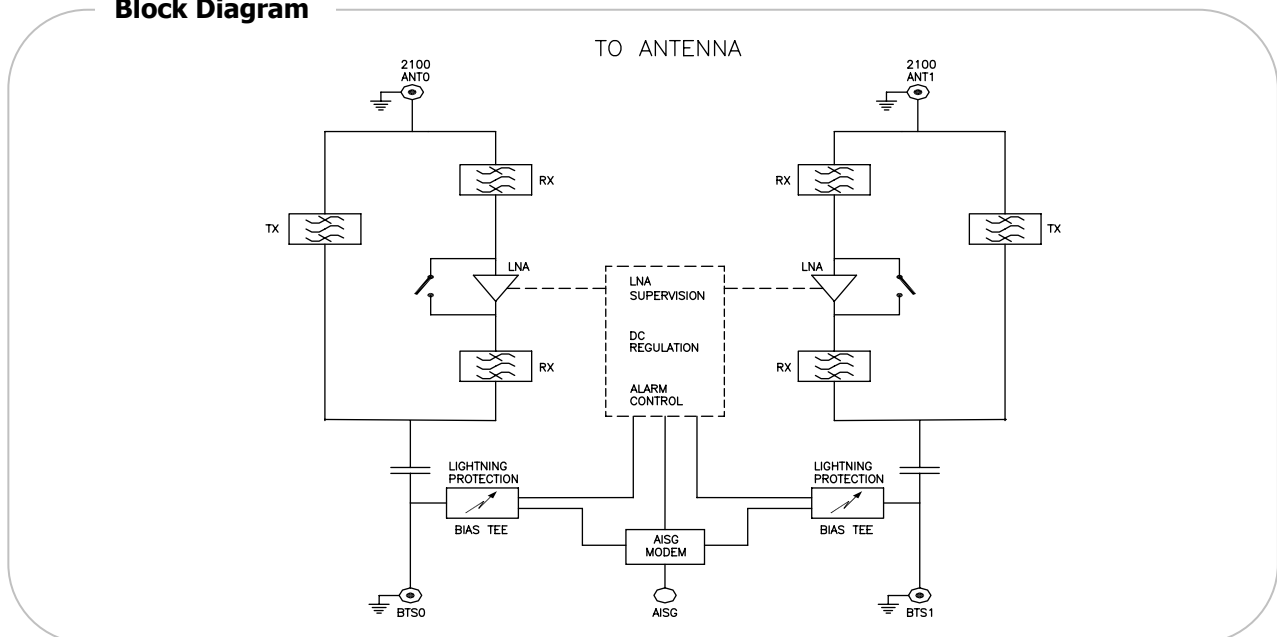 Block Diagram
TO ANTENNA
2100
ANT0
2100
ANT1
RX
RX
TX
TX
LNA
LNA
LNA
SUPERVISION
DC
REGULATION
RX
RX
ALARM
CONTROL
LIGHTNING
PROTECTION
LIGHTNING
PROTECTION
BIAS TEE
BIAS TEE
AISG
MODEM
BTS0
AISG
BTS1